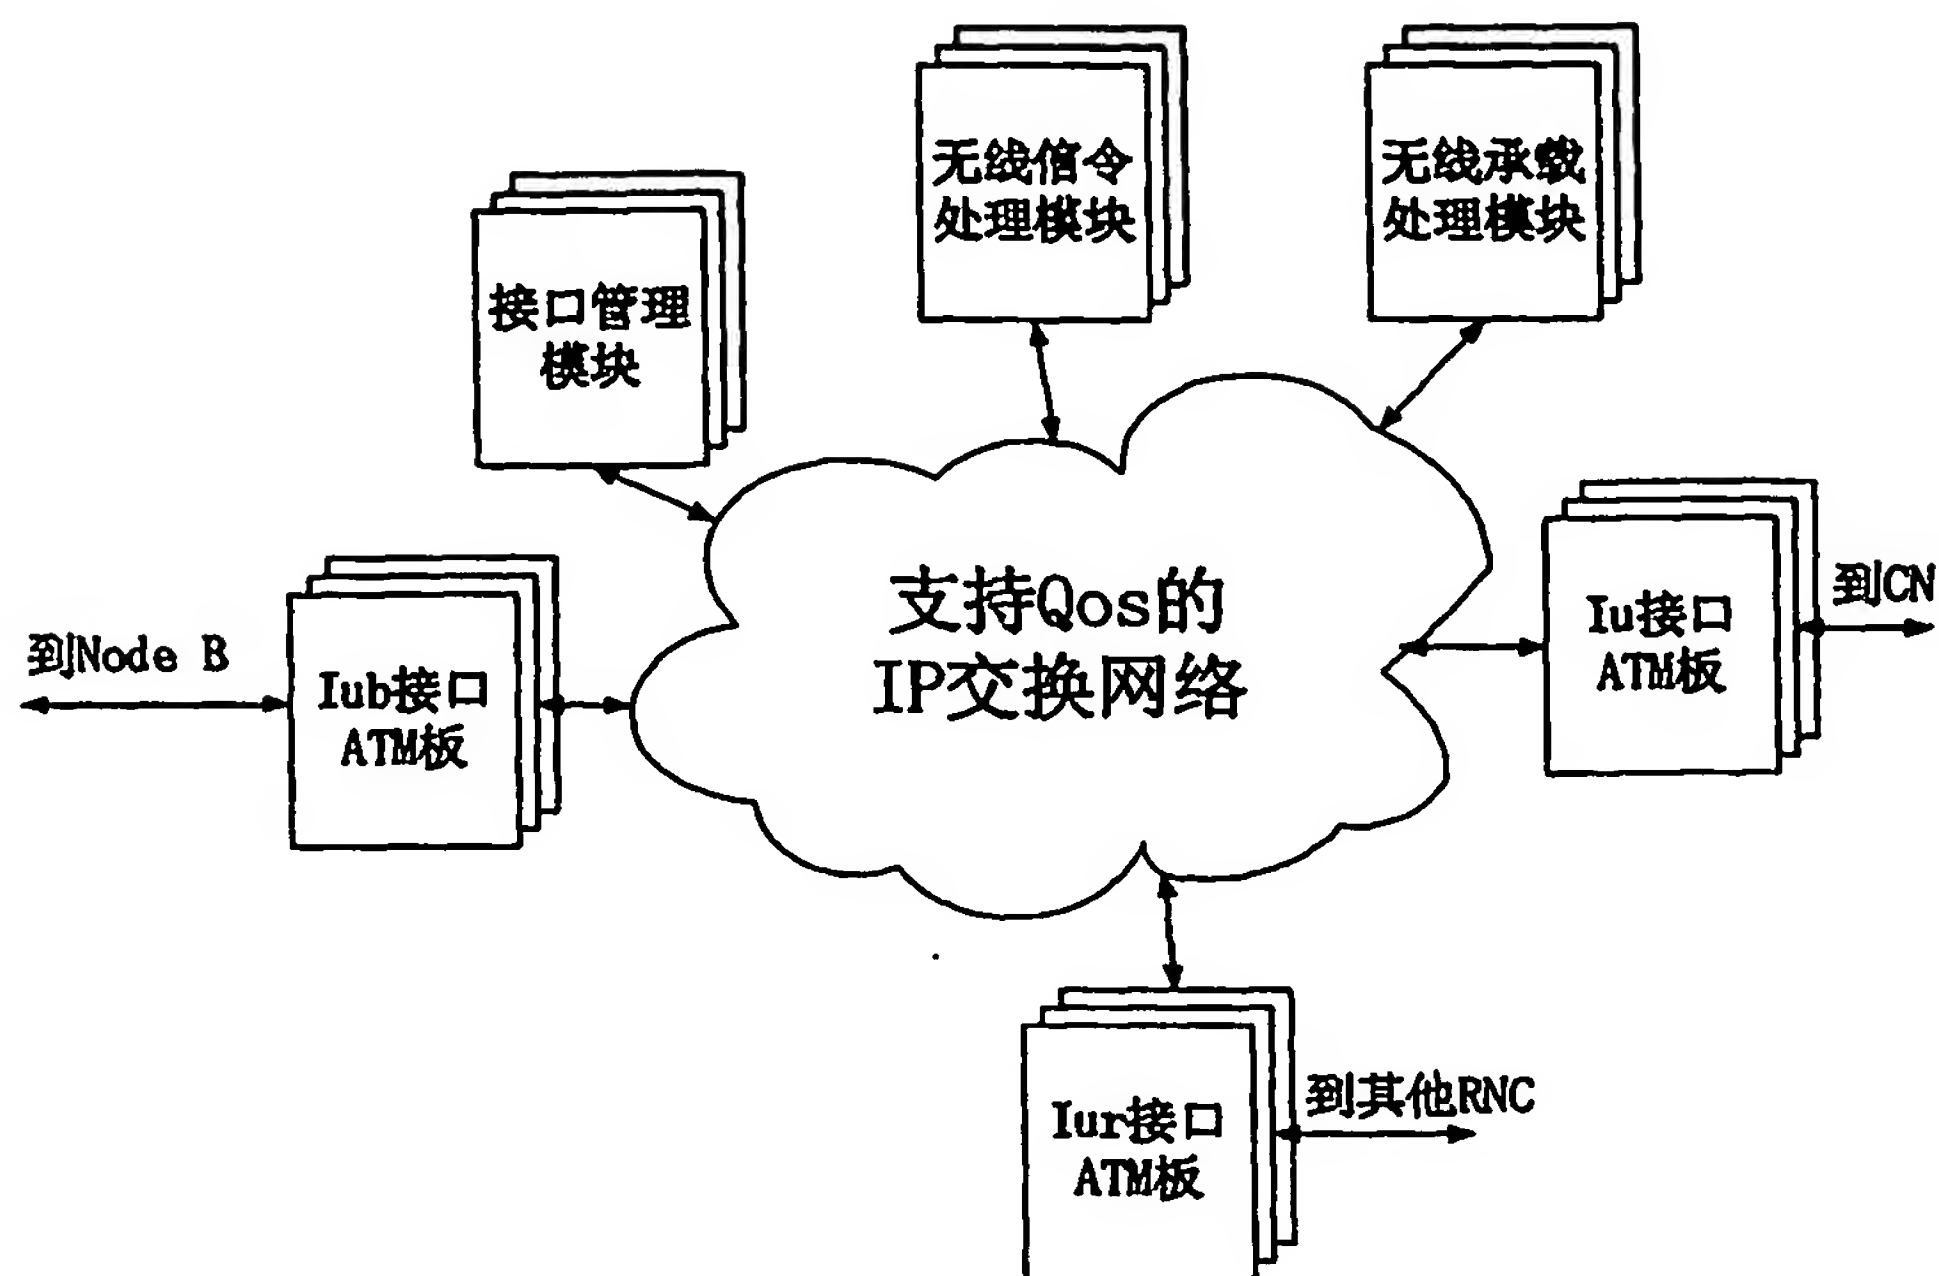 无线信令
处理模块
无线承载
处理模块
接口管理
模块
支持Qos的
IP交换网络
到Node B
Iub接口
ATM板
Iu接口
ATM板
到CN
Iur接口
ATM板
到其他RNC